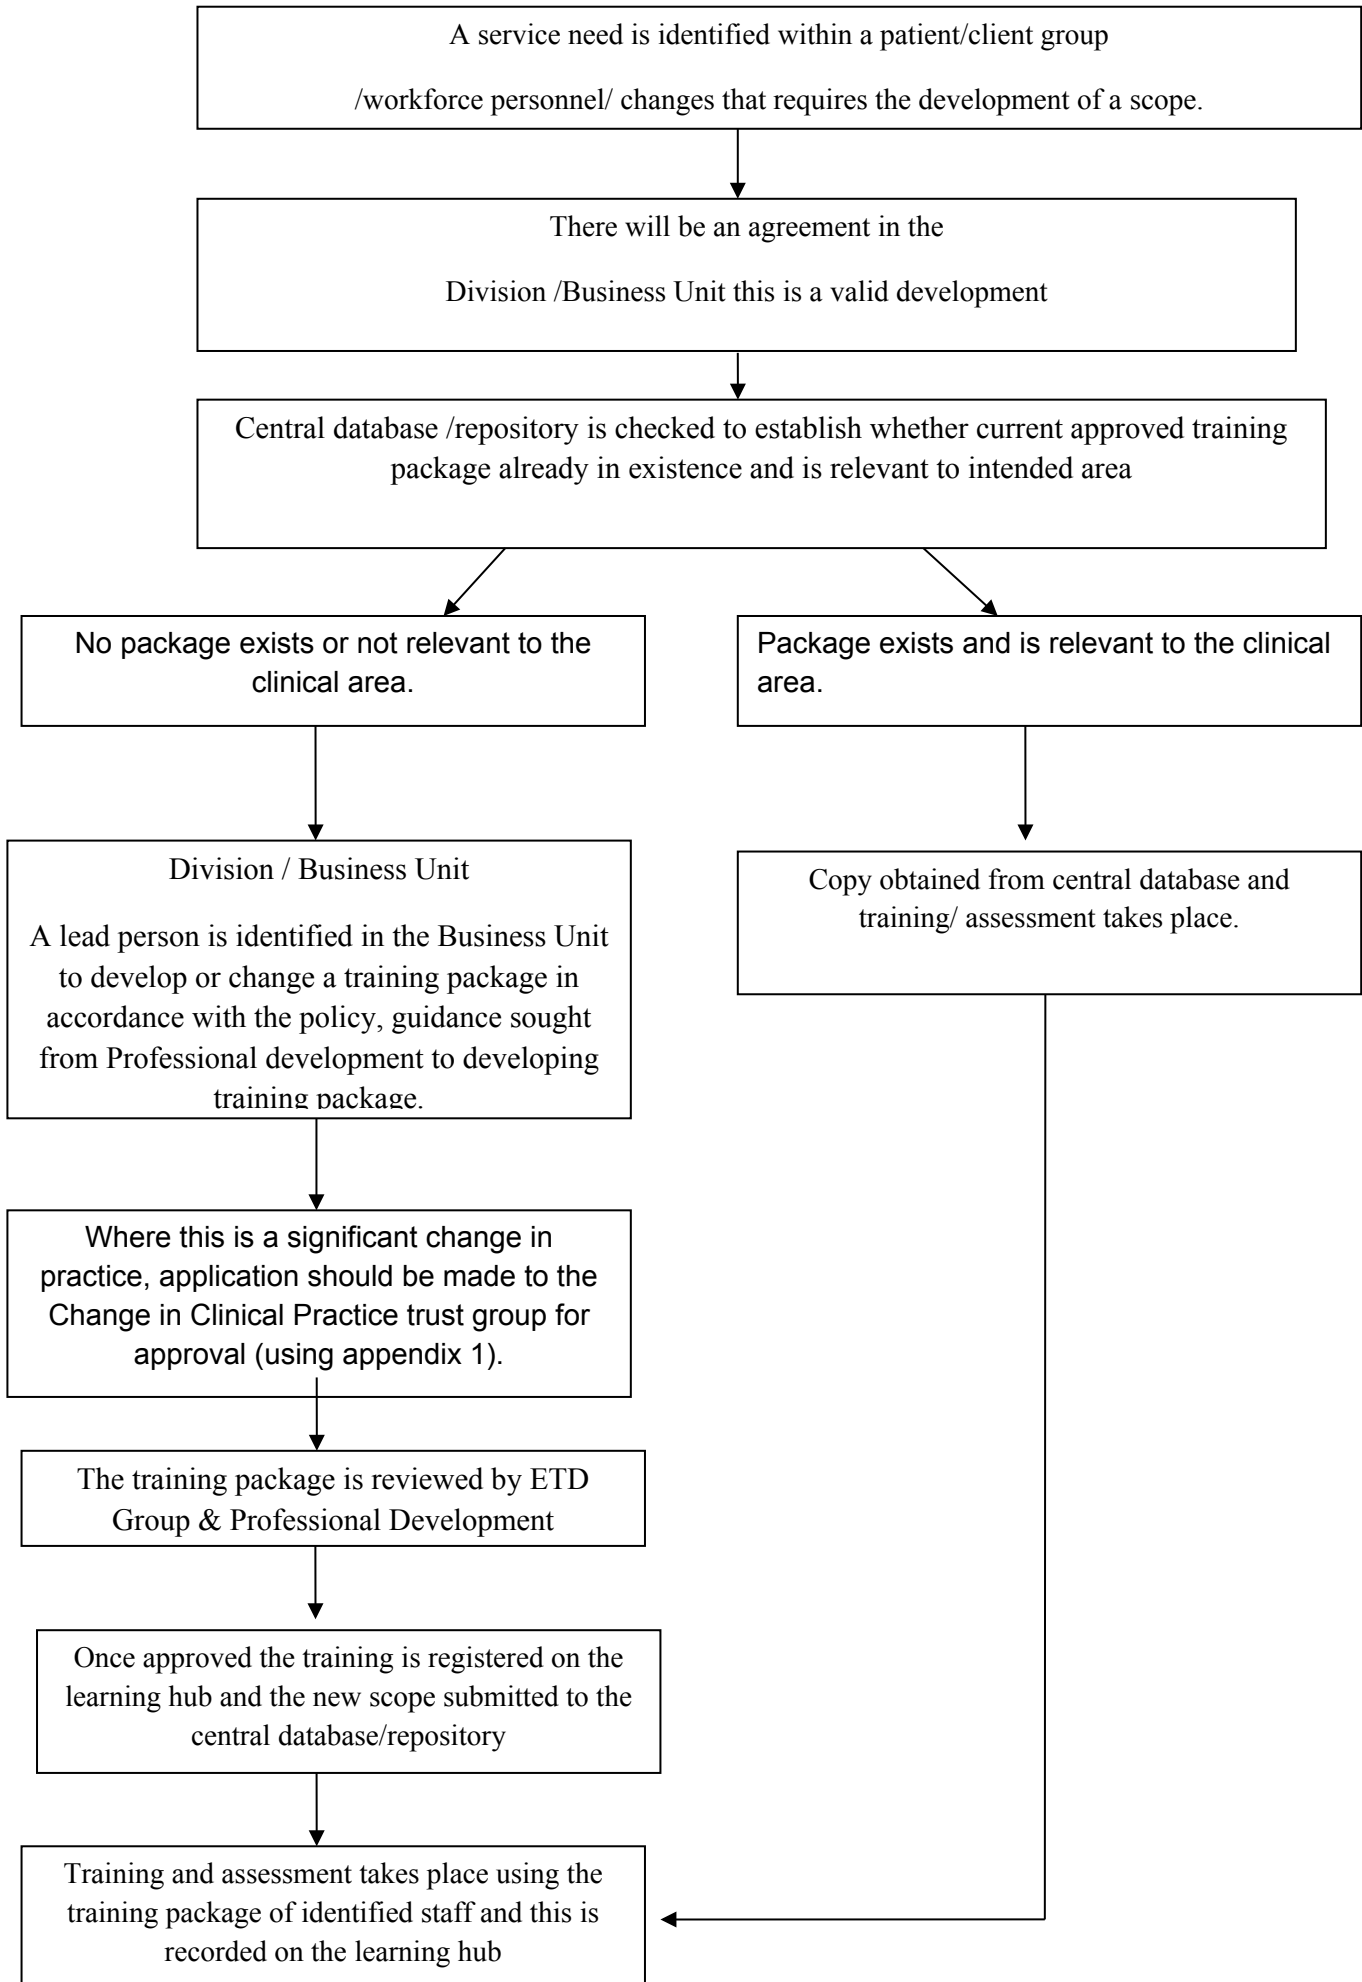 A service need is identified within a patient/client group
/workforce personnel/ changes that requires the development of a scope.
There will be an agreement in the
Division /Business Unit this is a valid development
Central database /repository is checked to establish whether current approved training
package already in existence and is relevant to intended area
No package exists or not relevant to the
clinical area.
Package exists and is relevant to the clinical
area.
Division / Business Unit
A lead person is identified in the Business Unit
to develop or change a training package in
accordance with the policy, guidance sought
from Professional development to developing
training package.
Copy obtained from central database and
training/ assessment takes place.
Where this is a significant change in
practice, application should be made to the
Change in Clinical Practice trust group for
approval (using appendix 1).
The training package is reviewed by ETD
Group & Professional Development
Once approved the training is registered on the
learning hub and the new scope submitted to the
central database/repository
Training and assessment takes place using the
training package of identified staff and this is
recorded on the learning hub